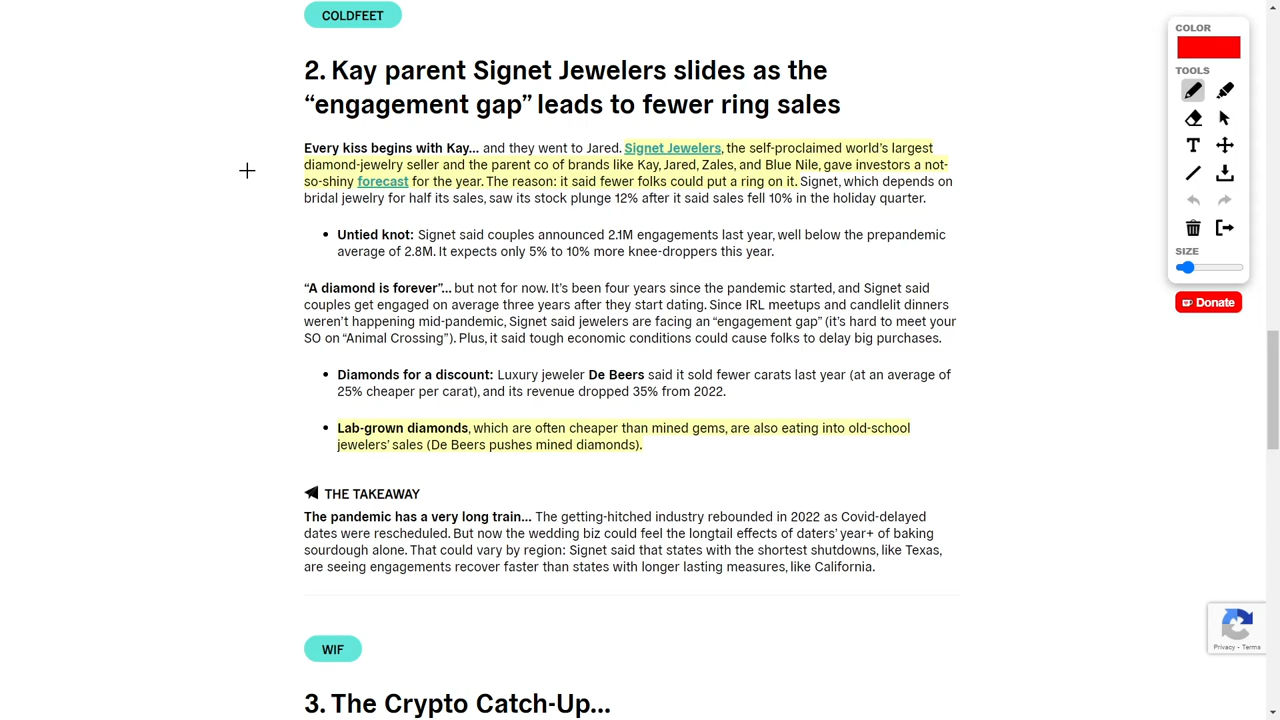 COLDFEET
2. Kay parent Signet Jewelers slides as the
“engagement gap” leads to fewer ring sales
Every kiss begins with Kay... and they went to Jared. Signet Jewelers, the self-proclaimed world’s largest
diamond-jewelry seller and the parent co of brands like Kay, Jared, Zales, and Blue Nile, gave investors a not-
so-shiny forecast for the year. The reason: it said fewer folks could put a ring on it. Signet, which depends on
bridal jewelry for half its sales, saw its stock plunge 12% after it said sales fell 10% in the holiday quarter.
• Untied knot: Signet said couples announced 2.1M engagements last year, well below the prepandemic
average of 2.8M. It expects only 5% to 10% more knee-droppers this year.
“A diamond is forever”... but not for now. It’s been four years since the pandemic started, and Signet said
couples get engaged on average three years after they start dating. Since IRL meetups and candlelit dinners
weren’t happening mid-pandemic, Signet said jewelers are facing an “engagement gap” (it’s hard to meet your
SO on “Animal Crossing”). Plus, it said tough economic conditions could cause folks to delay big purchases.
• Diamonds for a discount: Luxury jeweler De Beers said it sold fewer carats last year (at an average of
25% cheaper per carat), and its revenue dropped 35% from 2022.
• Lab-grown diamonds, which are often cheaper than mined gems, are also eating into old-school
jewelers’ sales (De Beers pushes mined diamonds).
THE TAKEAWAY
The pandemic has a very long train... The getting-hitched industry rebounded in 2022 as Covid-delayed
dates were rescheduled. But now the wedding biz could feel the longtail effects of daters’ year+ of baking
sourdough alone. That could vary by region: Signet said that states with the shortest shutdowns, like Texas,
are seeing engagements recover faster than states with longer lasting measures, like California.
WIF
3. The Crypto Catch-Up...
COLOR
TOOLS
T
SIZE
Donate
Privacy - Terms